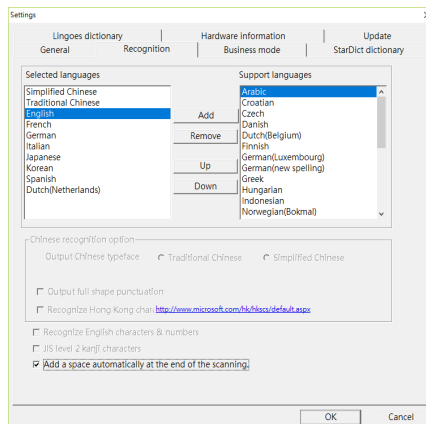 Settings
Lingoes dictionary
Hardware information
Update
General
Recognition
Business mode
StarDict dictionary
Selected languages
Simplified Chinese
Traditional Chinese
English
French
German
Italian
Japanese
Korean
Spanish
Dutch(Netherlands)
Add
Remove
Up
Down
Support languages
Arabic
Croatian
Czech
Danish
Dutch(Belgium)
Finnish
German(Luxembourg)
German(new spelling)
Greek
Hungarian
Indonesian
Norwegian(Bokmal)
Chinese recognition option
Output Chinese typeface
Traditional Chinese
Simplified Chinese
Output full shape punctuation
Recognize Hong Kong char http://www.microsoft.com/hk/hkscs/default.aspx
Recognize English characters & numbers
JIS level 2 kanji characters
Add a space automatically at the end of the scanning.
OK
Cancel